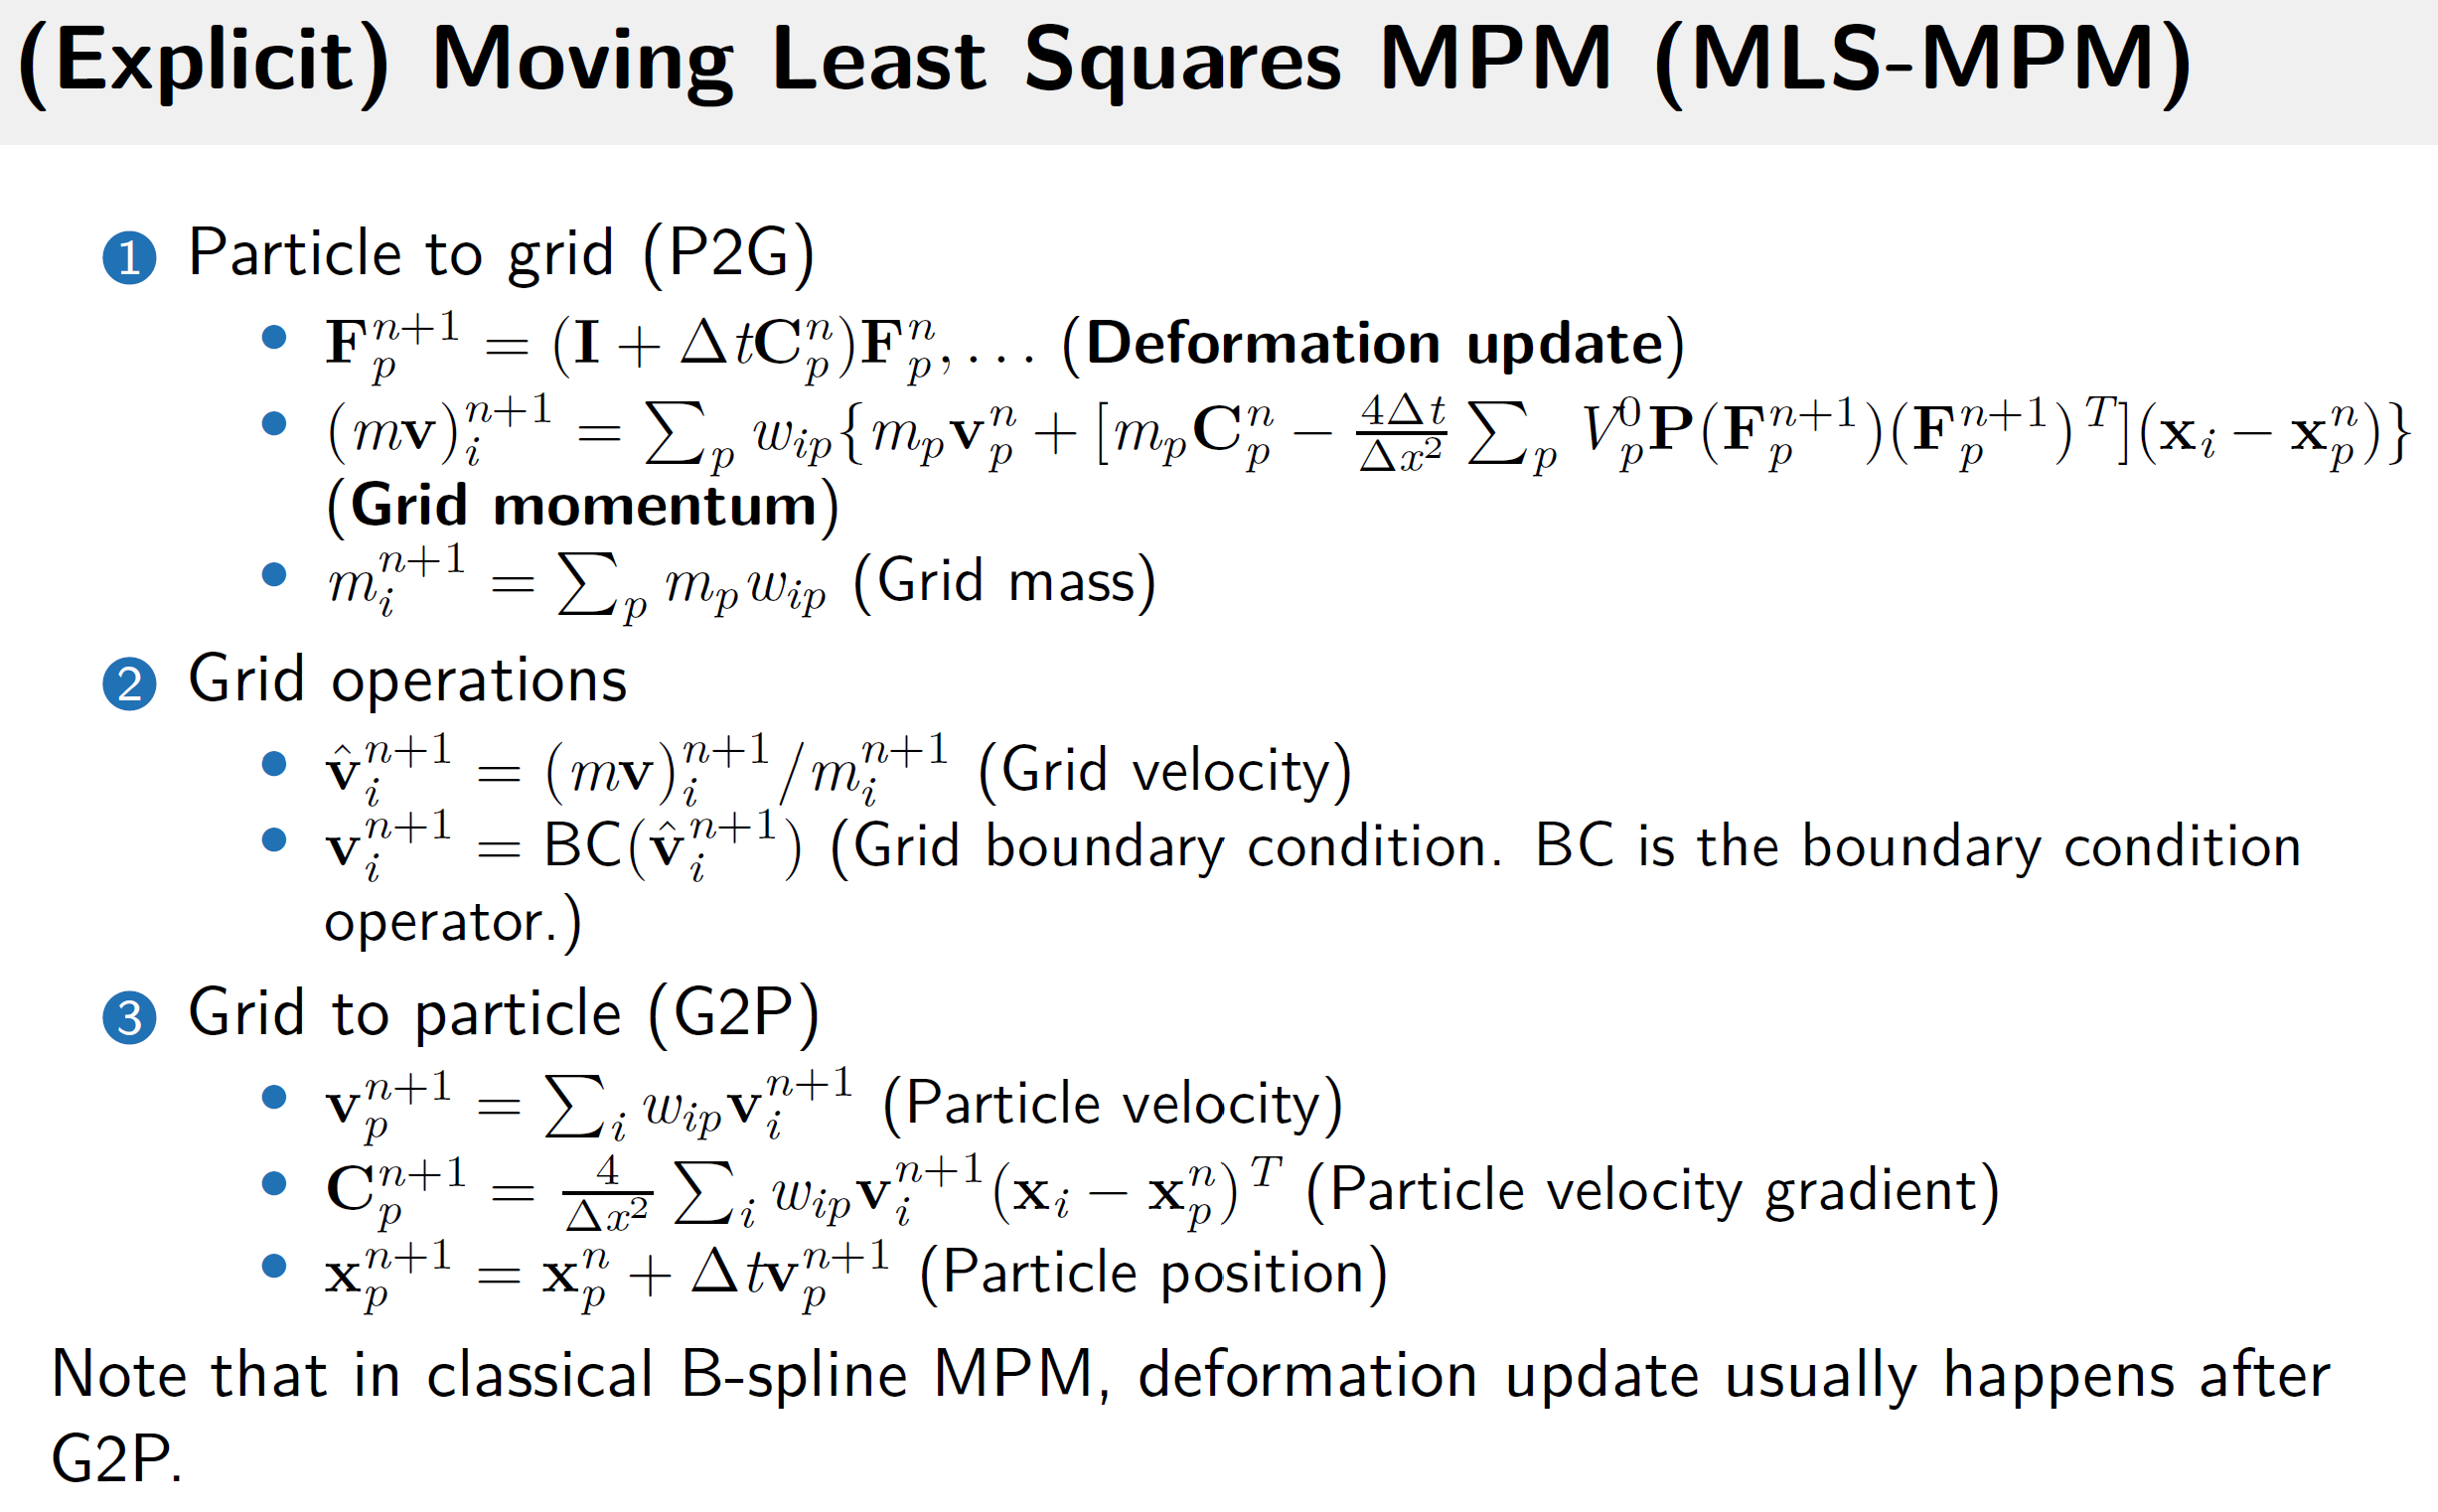 (Explicit) Moving Least Squares MPM (MLS-MPM)
1 Particle to grid (P2G)
• $\mathbf{F}_p^{n+1} = (\mathbf{I} + \Delta t \mathbf{C}_p^n)\mathbf{F}_p^n, \ldots$ (Deformation update)
• $(m\mathbf{v})_i^{n+1} = \sum_p w_{ip}\{m_p \mathbf{v}_p^n + [m_p \mathbf{C}_p^n - \frac{4\Delta t}{\Delta x^2} \sum_p V_p^0 \mathbf{P}(\mathbf{F}_p^{n+1})(\mathbf{F}_p^{n+1})^T](\mathbf{x}_i - \mathbf{x}_p^n)\}$
(Grid momentum)
• $m_i^{n+1} = \sum_p m_p w_{ip}$ (Grid mass)
2 Grid operations
• $\hat{\mathbf{v}}_i^{n+1} = (m\mathbf{v})_i^{n+1} / m_i^{n+1}$ (Grid velocity)
• $\mathbf{v}_i^{n+1} = \text{BC}(\hat{\mathbf{v}}_i^{n+1})$ (Grid boundary condition. BC is the boundary condition
operator.)
3 Grid to particle (G2P)
• $\mathbf{v}_p^{n+1} = \sum_i w_{ip} \mathbf{v}_i^{n+1}$ (Particle velocity)
• $\mathbf{C}_p^{n+1} = \frac{4}{\Delta x^2} \sum_i w_{ip} \mathbf{v}_i^{n+1} (\mathbf{x}_i - \mathbf{x}_p^n)^T$ (Particle velocity gradient)
• $\mathbf{x}_p^{n+1} = \mathbf{x}_p^n + \Delta t \mathbf{v}_p^{n+1}$ (Particle position)
Note that in classical B-spline MPM, deformation update usually happens after
G2P.